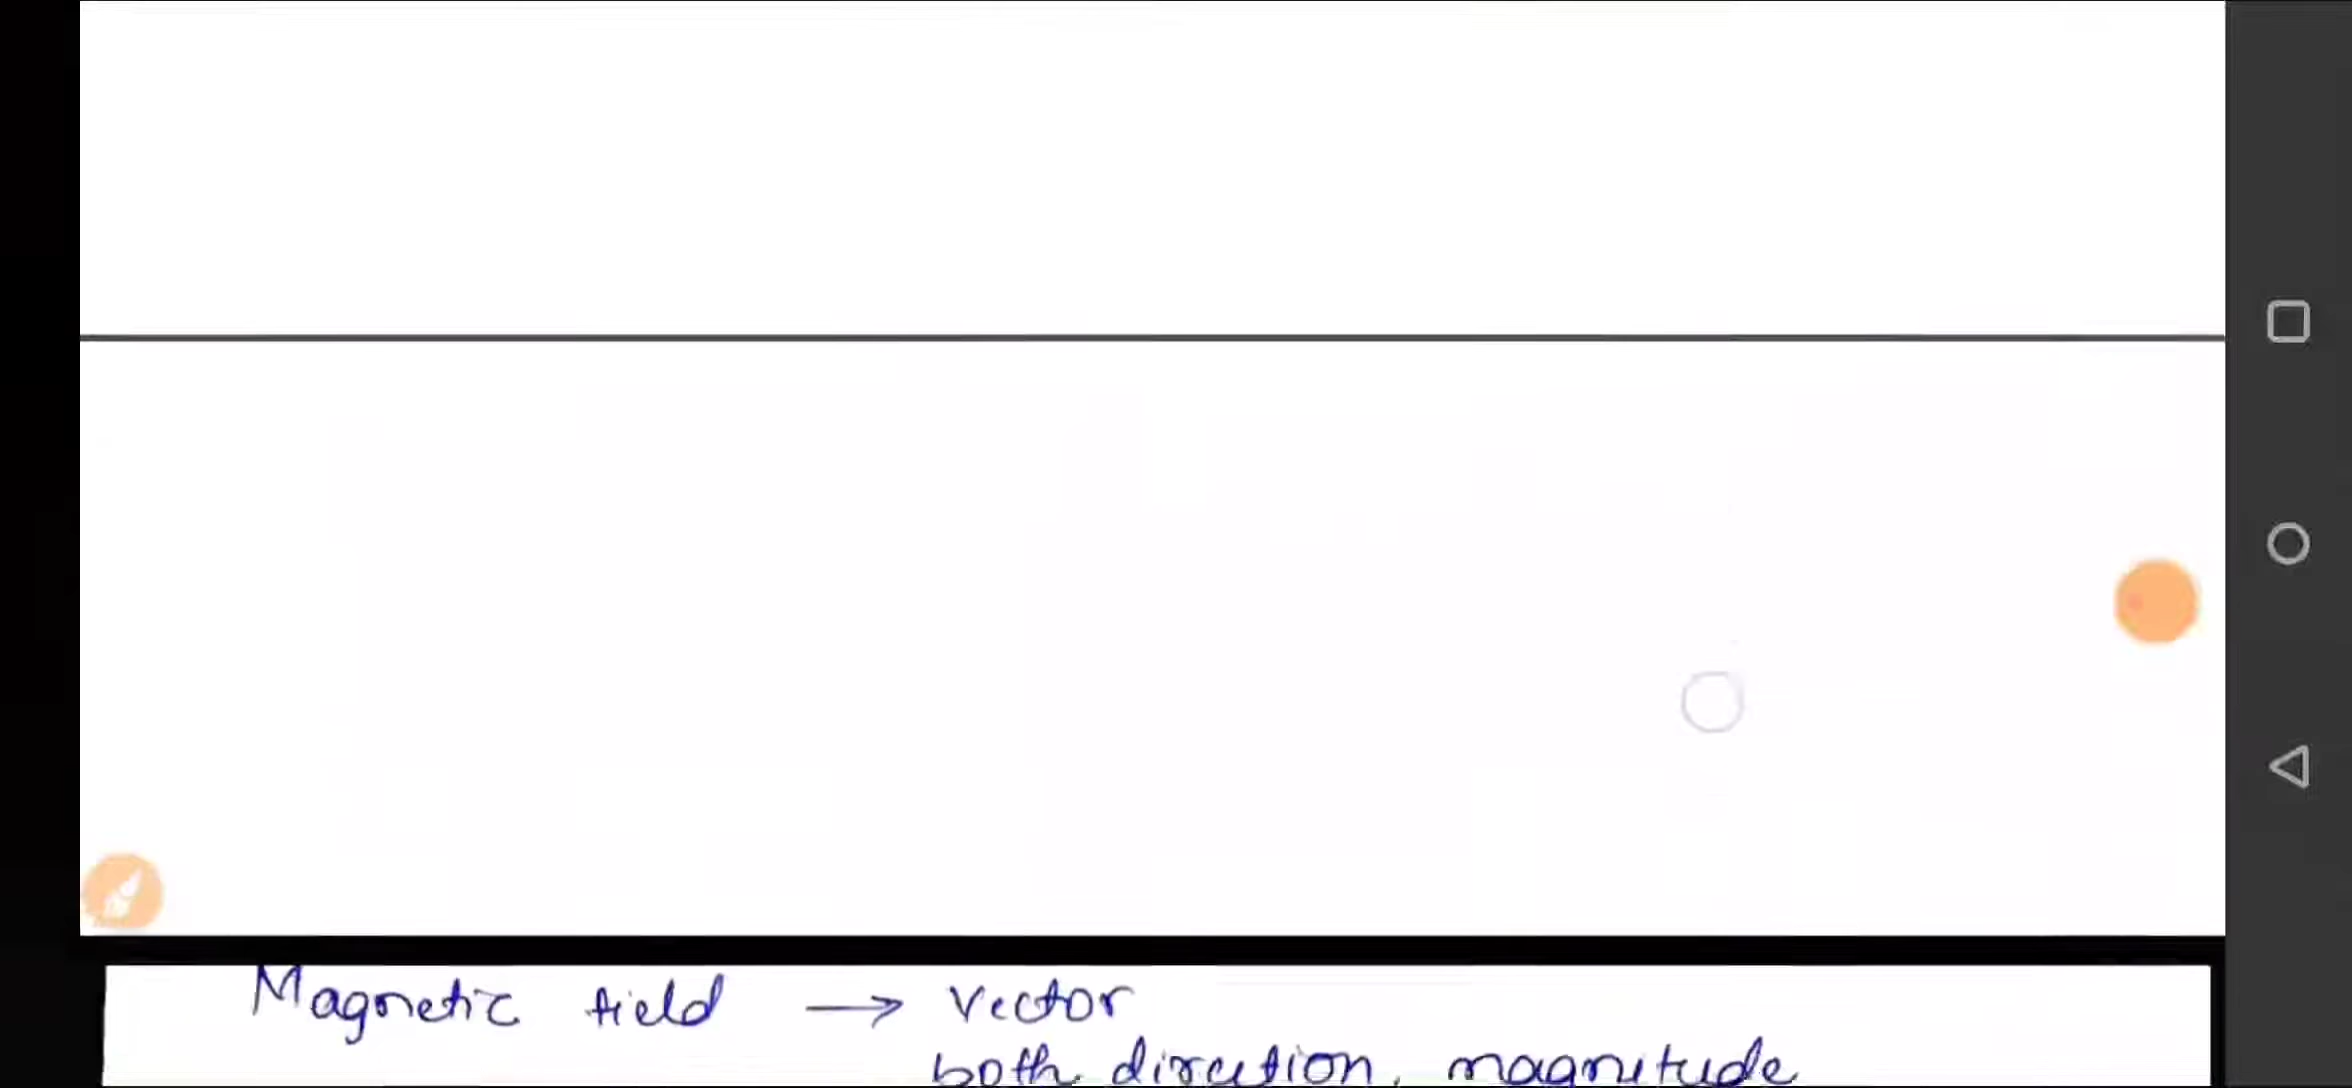 Magnetic field → vector
both direction, magnitude